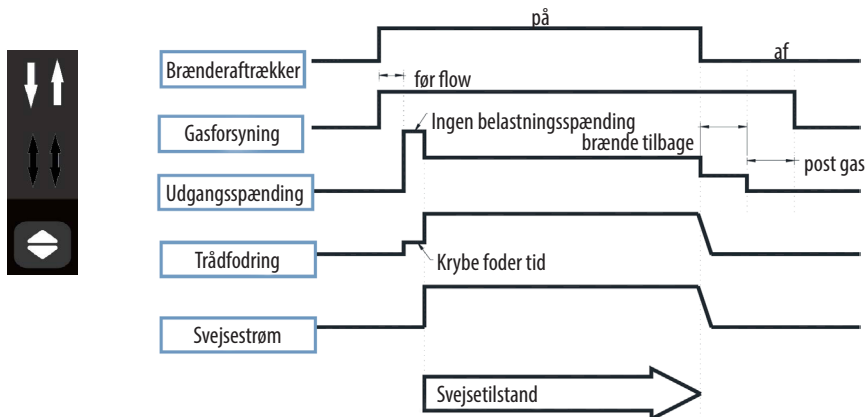 på
Brænderaftrækker
af
før flow
Gasforsyning
Ingen belastningsspænding
brænde tilbage
post gas
Udgangsspænding
Trådfodring
Krybe foder tid
Svejsestrøm
Svejsetilstand